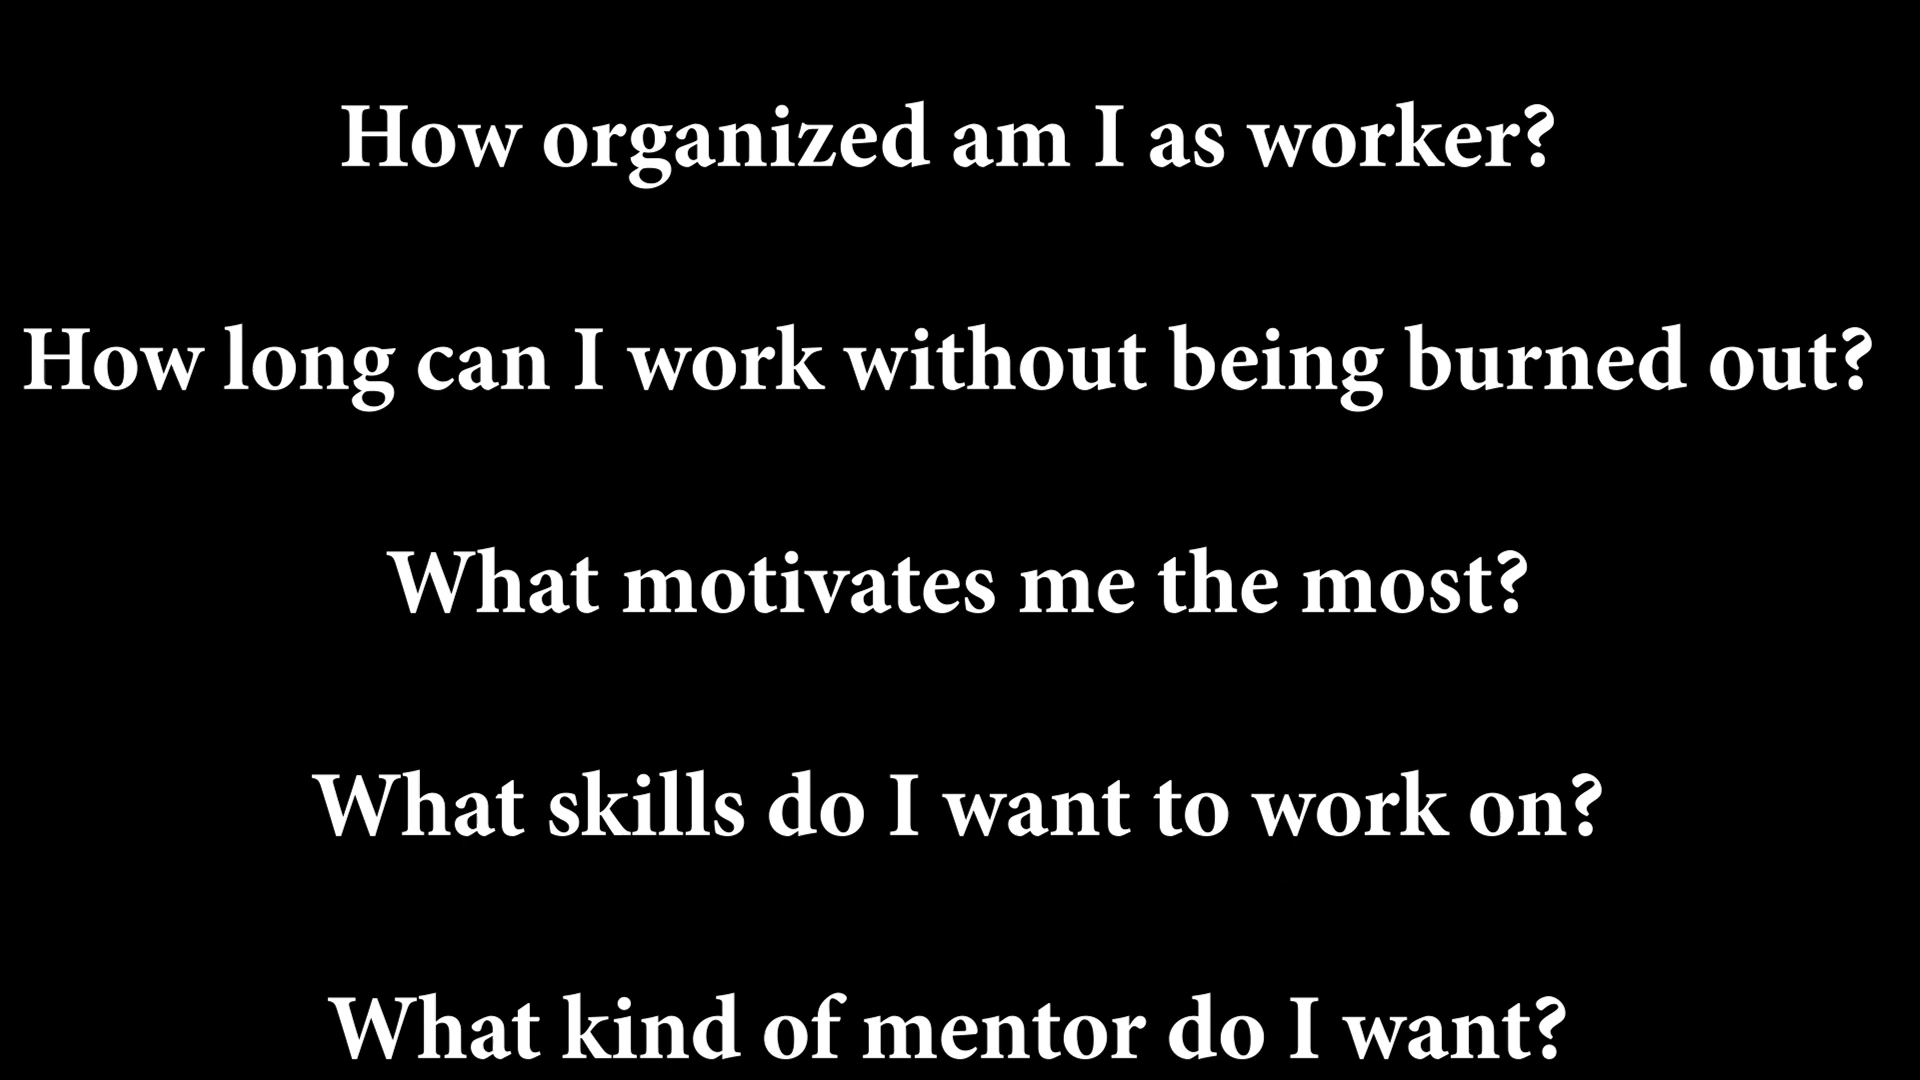 How organized am I as worker?
How long can I work without being burned out?
What motivates me the most?
What skills do I want to work on?
What kind of mentor do I want?